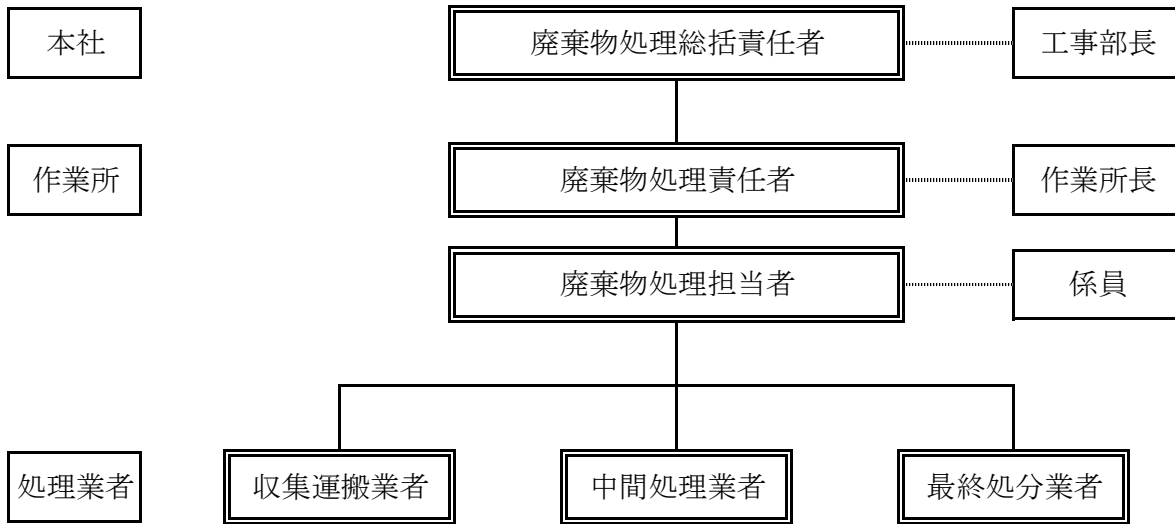 本社
廃棄物処理総括責任者
工事部長
作業所
廃棄物処理責任者
作業所長
廃棄物処理担当者
係員
処理業者
収集運搬業者
中間処理業者
最終処分業者